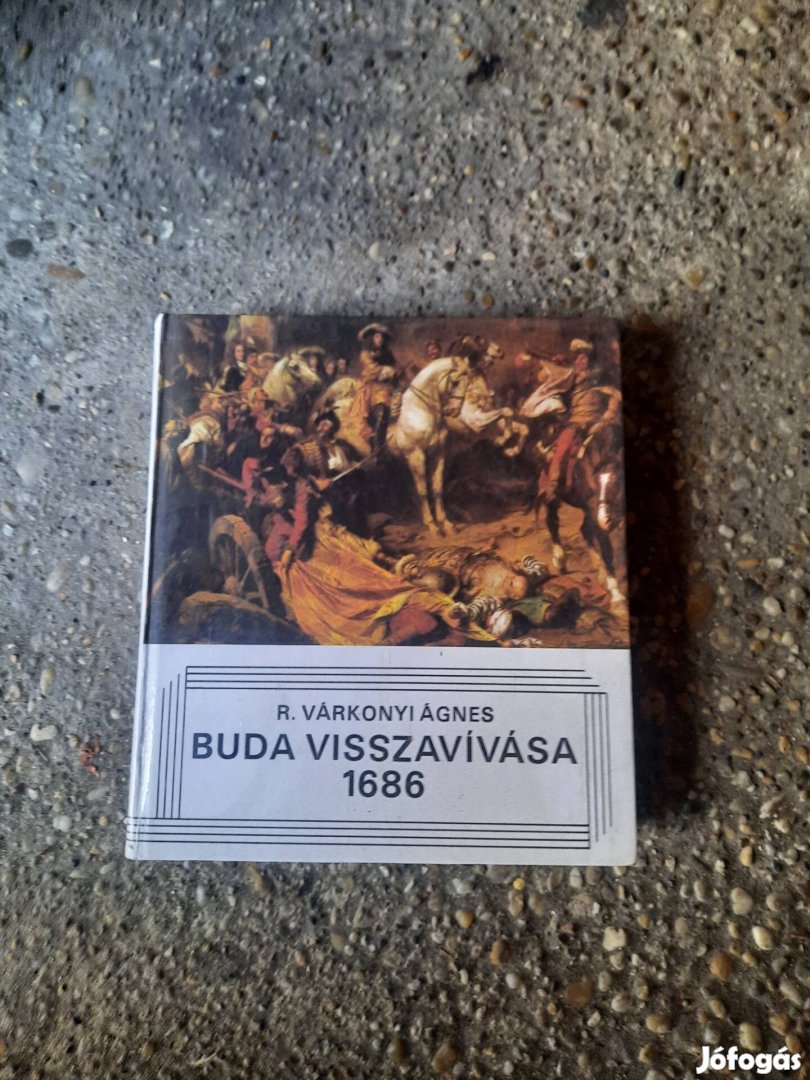 R. VÁRKONYI ÁGNES
BUDA VISSZAVÍVÁSA
1686
Jófogás